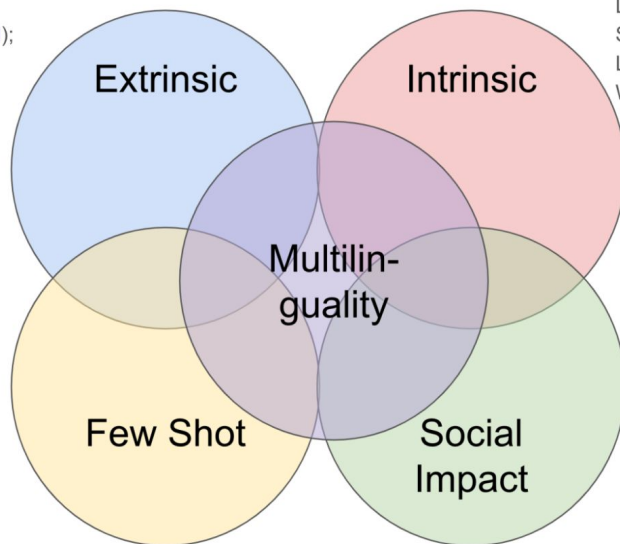 );
Extrinsic
Intrinsic
Multilin-
guality
Few Shot
Social
Impact